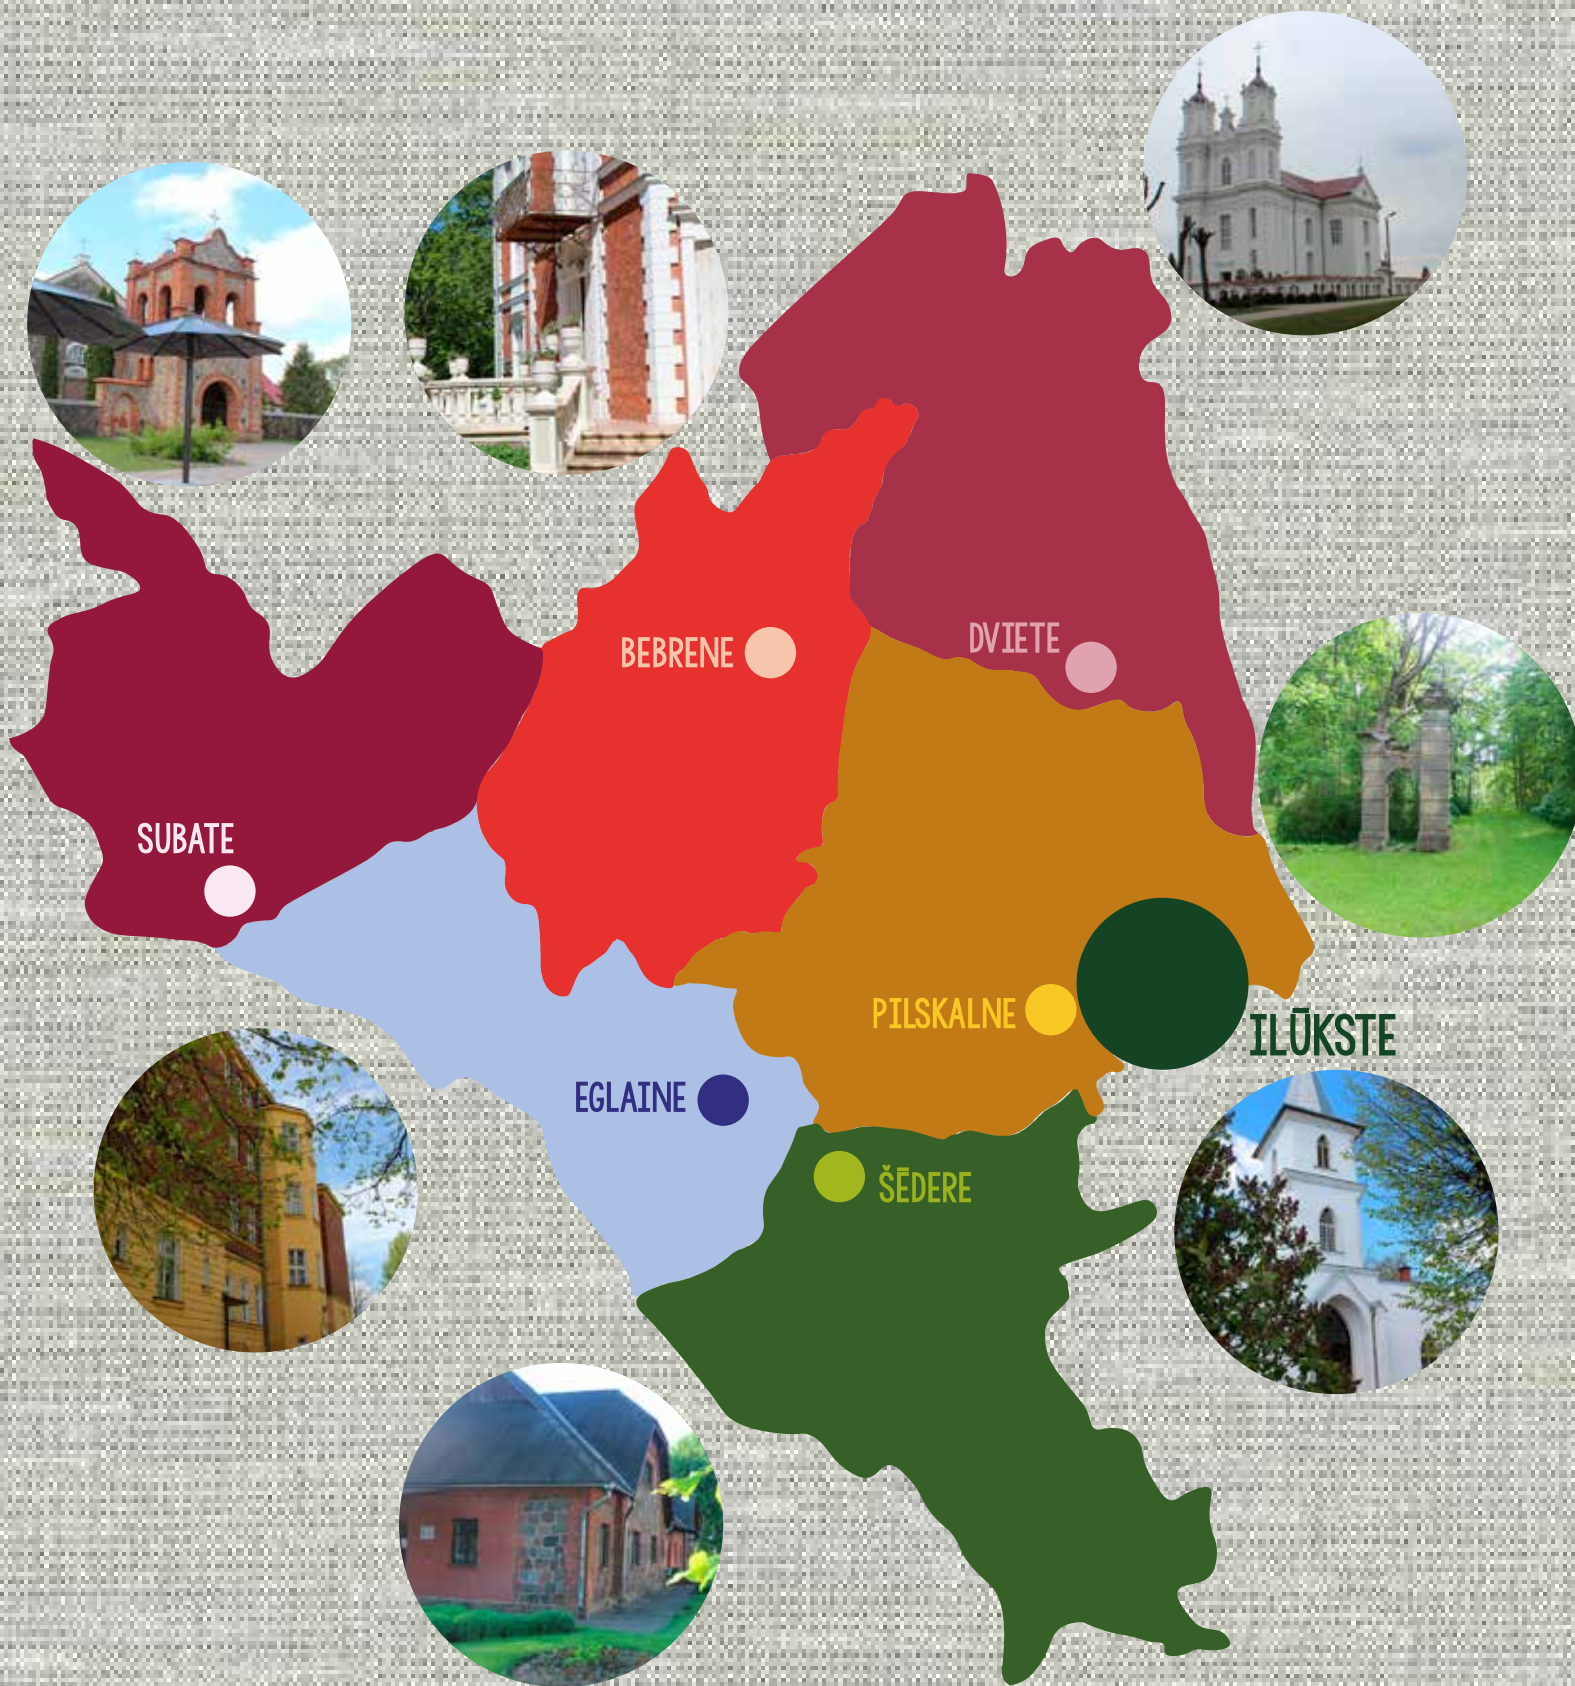 DVIETE
BEBRENE
SUBATE
PILSKALNE
ILŪKSTE
EGLAINE
ŠĒDERE